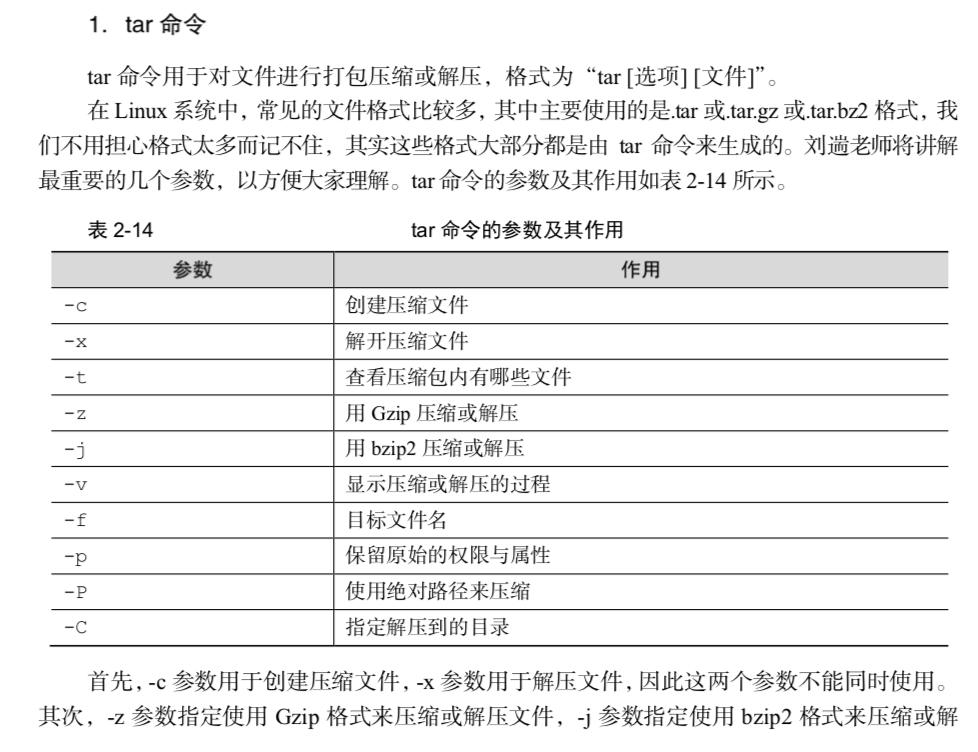 1. tar 命令
tar 命令用于对文件进行打包压缩或解压，格式为“tar [选项] [文件]”。
在 Linux 系统中，常见的文件格式比较多，其中主要使用的是.tar 或.tar.gz 或.tar.bz2 格式，我
们不用担心格式太多而记不住，其实这些格式大部分都是由 tar 命令来生成的。刘遄老师将讲解
最重要的几个参数，以方便大家理解。tar 命令的参数及其作用如表 2-14 所示。
表 2-14 tar 命令的参数及其作用
参数 作用
-c 创建压缩文件
-x 解开压缩文件
-t 查看压缩包内有哪些文件
-z 用 Gzip 压缩或解压
-j 用 bzip2 压缩或解压
-v 显示压缩或解压的过程
-f 目标文件名
-p 保留原始的权限与属性
-P 使用绝对路径来压缩
-C 指定解压到的目录
首先，-c 参数用于创建压缩文件，-x 参数用于解压文件，因此这两个参数不能同时使用。
其次，-z 参数指定使用 Gzip 格式来压缩或解压文件，-j 参数指定使用 bzip2 格式来压缩或解